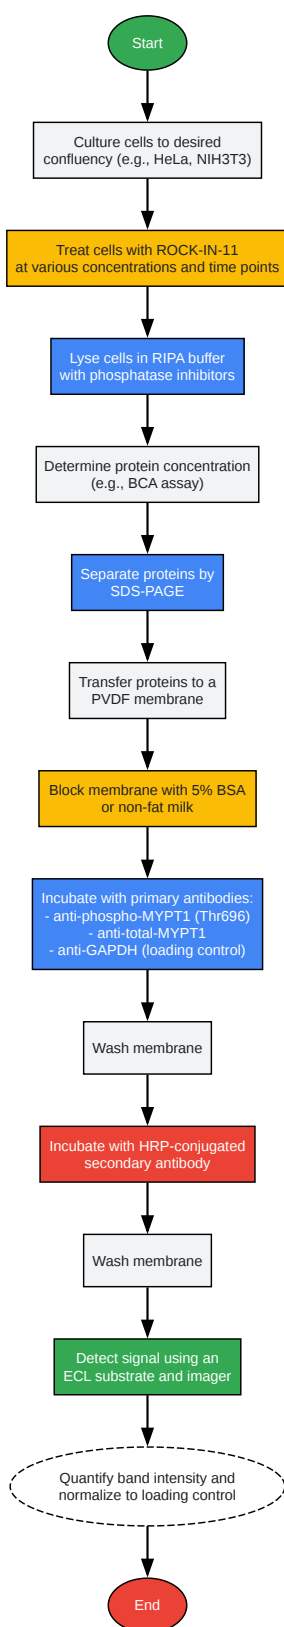 Start
Culture cells to desired
confluency (e.g., HeLa, NIH3T3)
Treat cells with ROCK-IN-11
at various concentrations and time points
Lyse cells in RIPA buffer
with phosphatase inhibitors
Determine protein concentration
(e.g., BCA assay)
Separate proteins by
SDS-PAGE
Transfer proteins to a
PVDF membrane
Block membrane with 5% BSA
or non-fat milk
Incubate with primary antibodies:
- anti-phospho-MYPT1 (Thr696)
- anti-total-MYPT1
- anti-GAPDH (loading control)
Wash membrane
Incubate with HRP-conjugated
secondary antibody
Wash membrane
Detect signal using an
ECL substrate and imager
Quantify band intensity and
normalize to loading control
End